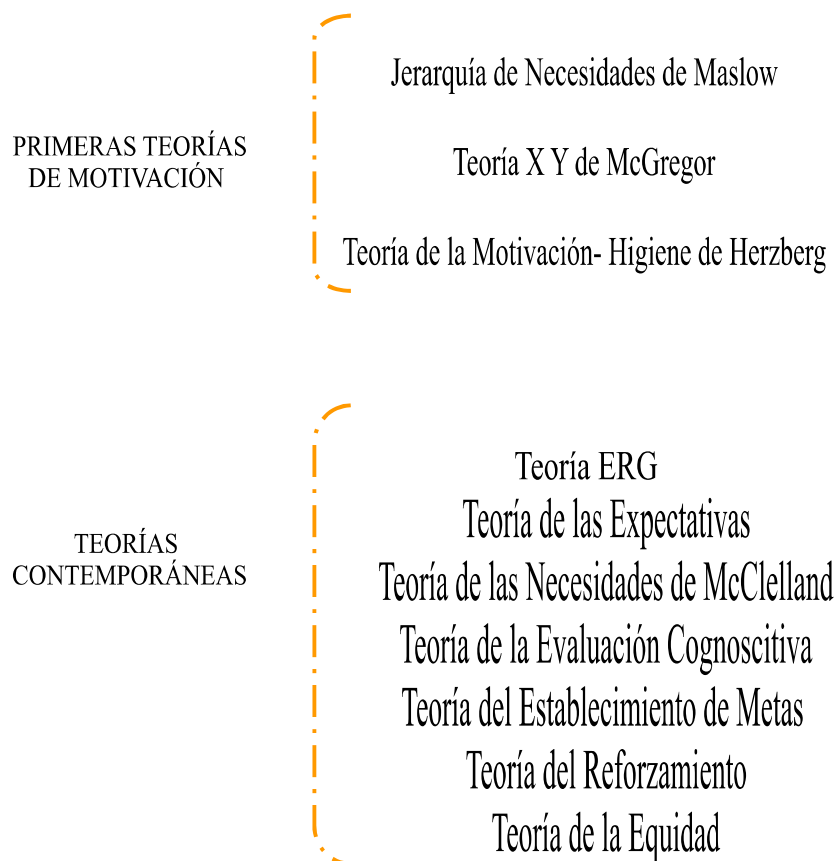 PRIMERAS TEORÍAS
DE MOTIVACIÓN
Jerarquía de Necesidades de Maslow
Teoría X Y de McGregor
Teoría de la Motivación- Higiene de Herzberg
TEORÍAS
CONTEMPORÁNEAS
Teoría ERG
Teoría de las Expectativas
Teoría de las Necesidades de McClelland
Teoría de la Evaluación Cognoscitiva
Teoría del Establecimiento de Metas
Teoría del Reforzamiento
Teoría de la Equidad